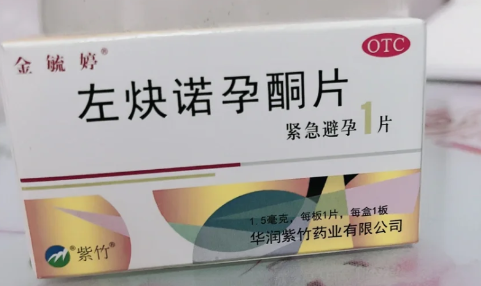 金毓婷®
OTC
左炔诺孕酮片
紧急避孕1片
1.5毫克，每板1片，每盒1板
紫竹®
华润紫竹药业有限公司